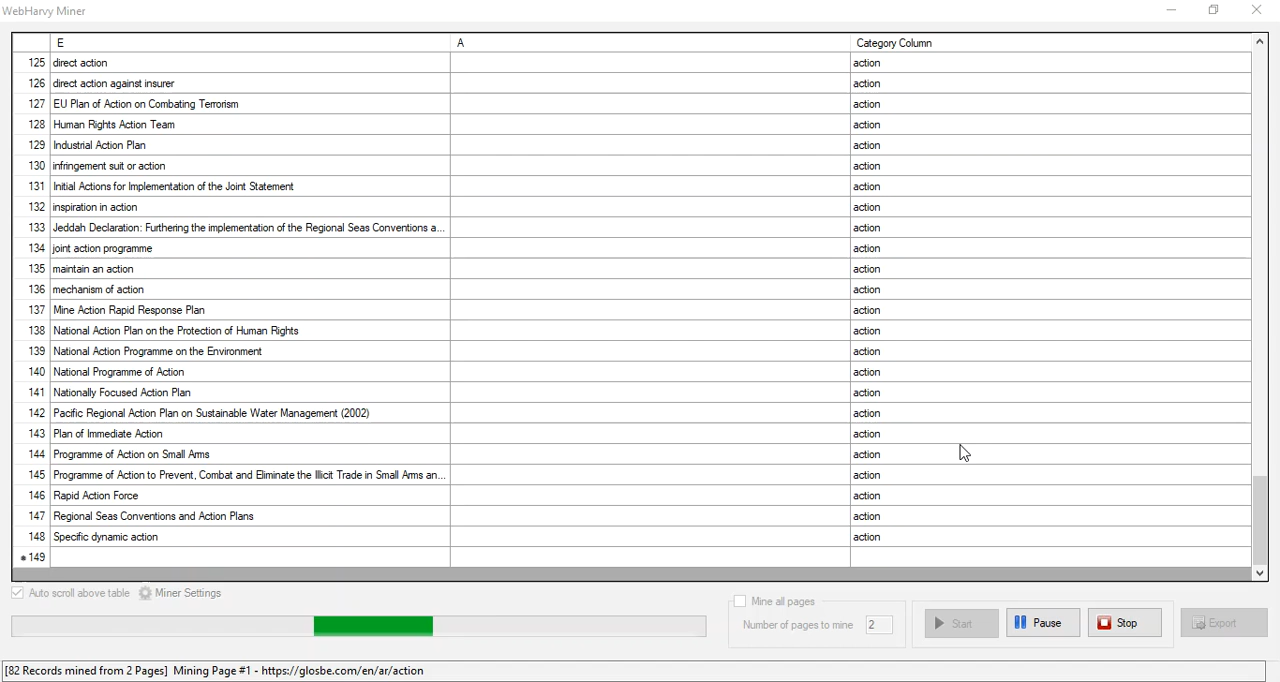 WebHarvy Miner
E A Category Column
125 direct action action
126 direct action against insurer action
127 EU Plan of Action on Combating Terrorism action
128 Human Rights Action Team action
129 Industrial Action Plan action
130 infringement suit or action action
131 Initial Actions for Implementation of the Joint Statement action
132 inspiration in action action
133 Jeddah Declaration: Furthering the implementation of the Regional Seas Conventions a... action
134 joint action programme action
135 maintain an action action
136 mechanism of action action
137 Mine Action Rapid Response Plan action
138 National Action Plan on the Protection of Human Rights action
139 National Action Programme on the Environment action
140 National Programme of Action action
141 Nationally Focused Action Plan action
142 Pacific Regional Action Plan on Sustainable Water Management (2002) action
143 Plan of Immediate Action action
144 Programme of Action on Small Arms action
145 Programme of Action to Prevent, Combat and Eliminate the Illicit Trade in Small Arms an... action
146 Rapid Action Force action
147 Regional Seas Conventions and Action Plans action
148 Specific dynamic action action
149
Auto scroll above table Miner Settings
Mine all pages
Number of pages to mine 2
Start Pause Stop Export
[82 Records mined from 2 Pages] Mining Page #1 - https://glosbe.com/en/ar/action